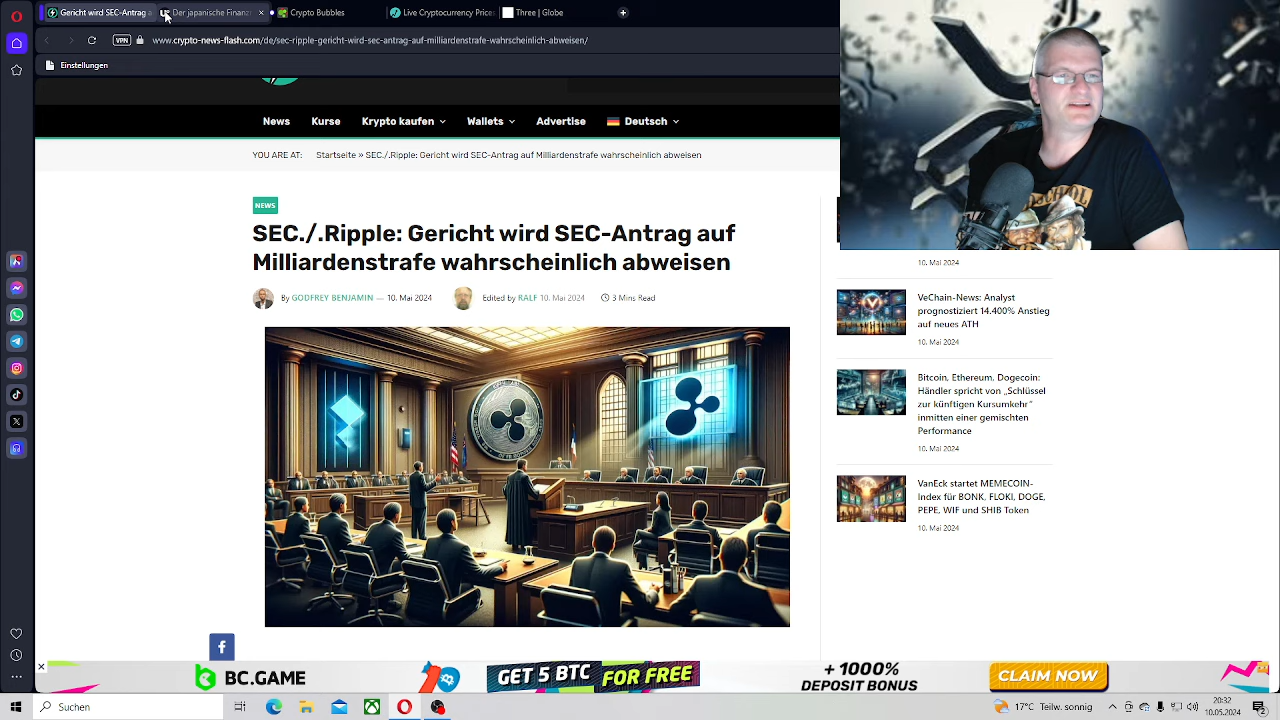 Gericht wird SEC-Antrag
Der japanische Finanz
Crypto Bubbles
Live Cryptocurrency Price
Three | Globe
VPN
www.crypto-news-flash.com/de/sec-ripple-gericht-wird-sec-antrag-auf-milliardenstrafe-wahrscheinlich-abweisen/
Einstellungen
News
Kurse
Krypto kaufen
Wallets
Advertise
Deutsch
YOU ARE AT: Startseite » SEC./.Ripple: Gericht wird SEC-Antrag auf Milliardenstrafe wahrscheinlich abweisen
NEWS
SEC./.Ripple: Gericht wird SEC-Antrag auf
Milliardenstrafe wahrscheinlich abweisen
By GODFREY BENJAMIN — 10. Mai 2024
Edited by RALF 10. Mai 2024
3 Mins Read
10. Mai 2024
VeChain-News: Analyst
prognostiziert 14.400% Anstieg
auf neues ATH
10. Mai 2024
Bitcoin, Ethereum, Dogecoin:
Händler spricht von „Schlüssel
zur künftigen Kursumkehr“
inmitten einer gemischten
Performance
10. Mai 2024
VanEck startet MEMECOIN-
Index für BONK, FLOKI, DOGE,
PEPE, WIF und SHIB Token
10. Mai 2024
BC.GAME
GET 5 BTC FOR FREE
+ 1000%
DEPOSIT BONUS
CLAIM NOW
Suchen
17°C Teilw. sonnig
20:32
10.05.2024